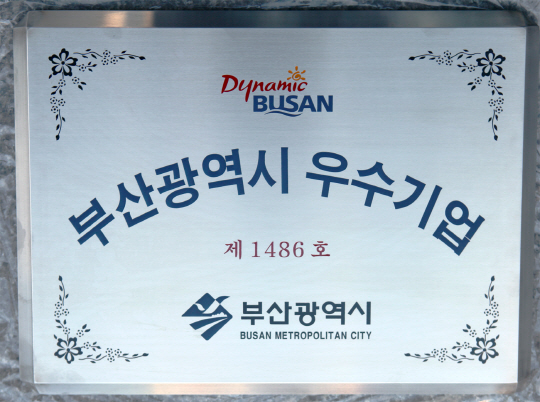 Dynamic
BUSAN
부산광역시 우수기업
제 1486 호
부산광역시
BUSAN METROPOLITAN CITY